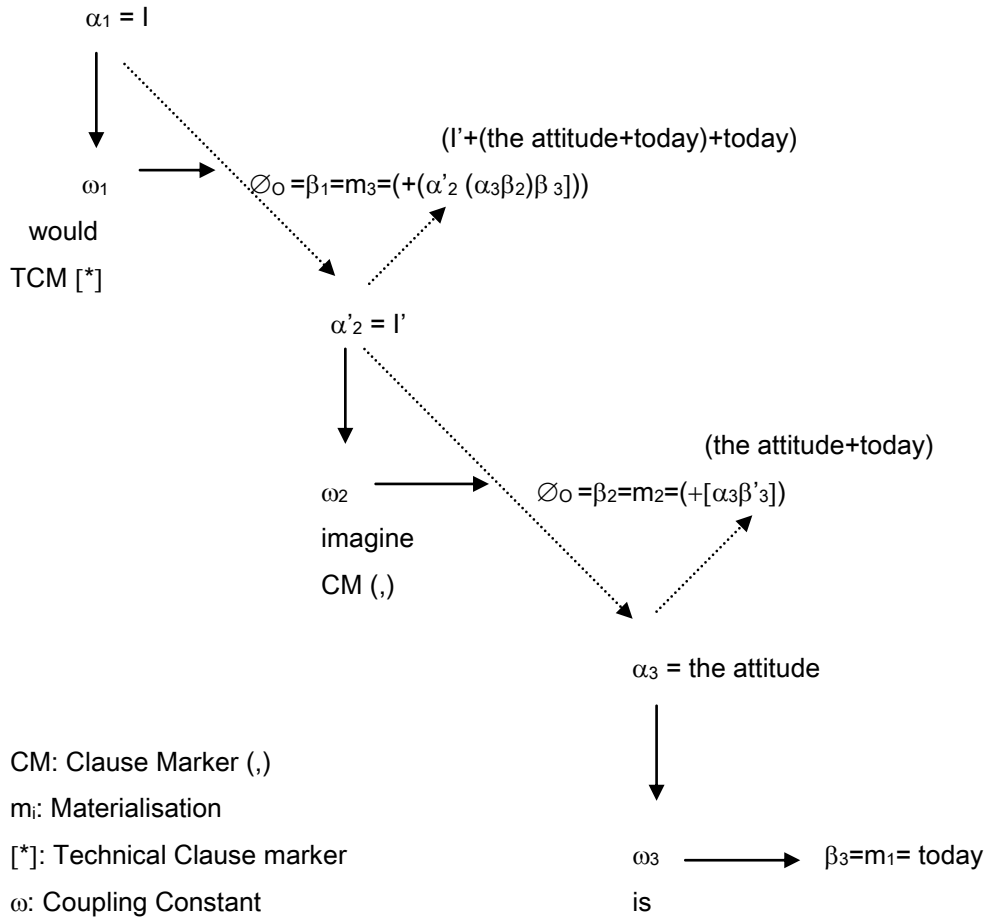 α₁ = I
(I'+(the attitude+today)+today)
ω₁
∅O =β₁=m₃=(+(α'₂ (α₃β₂)β ₃]))
would
TCM [*]
α'₂ = I'
(the attitude+today)
ω₂
∅O =β₂=m₂=(+[α₃β'₃])
imagine
CM (,)
α₃ = the attitude
CM: Clause Marker (,)
mᵢ: Materialisation
[*]: Technical Clause marker
ω₃
β₃=m₁= today
ω: Coupling Constant
is